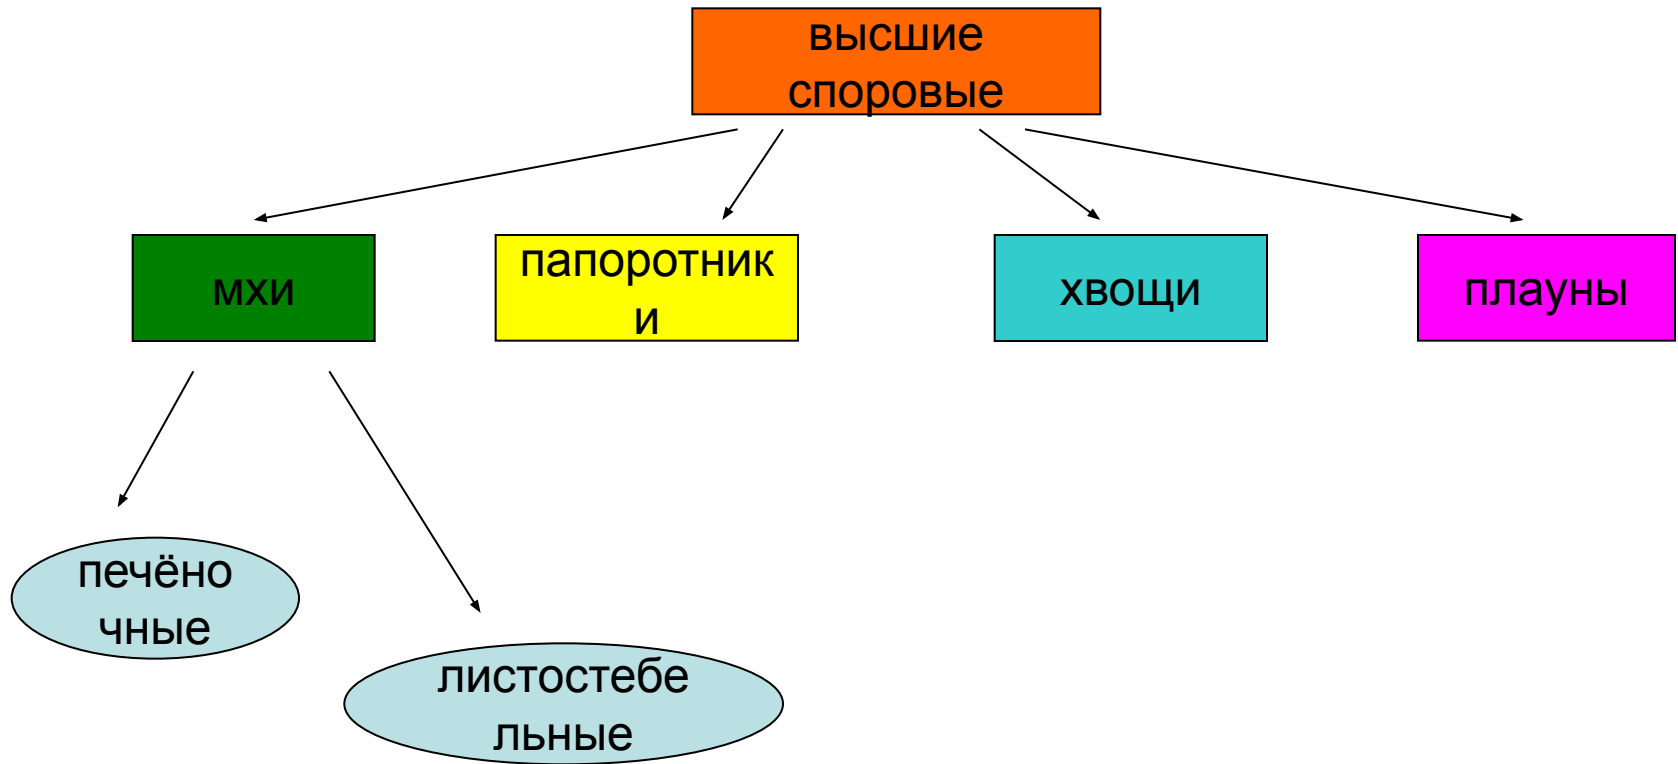 высшие
споровые
мхи
папоротник
и
хвощи
плауны
печёно
чные
листостебе
льные